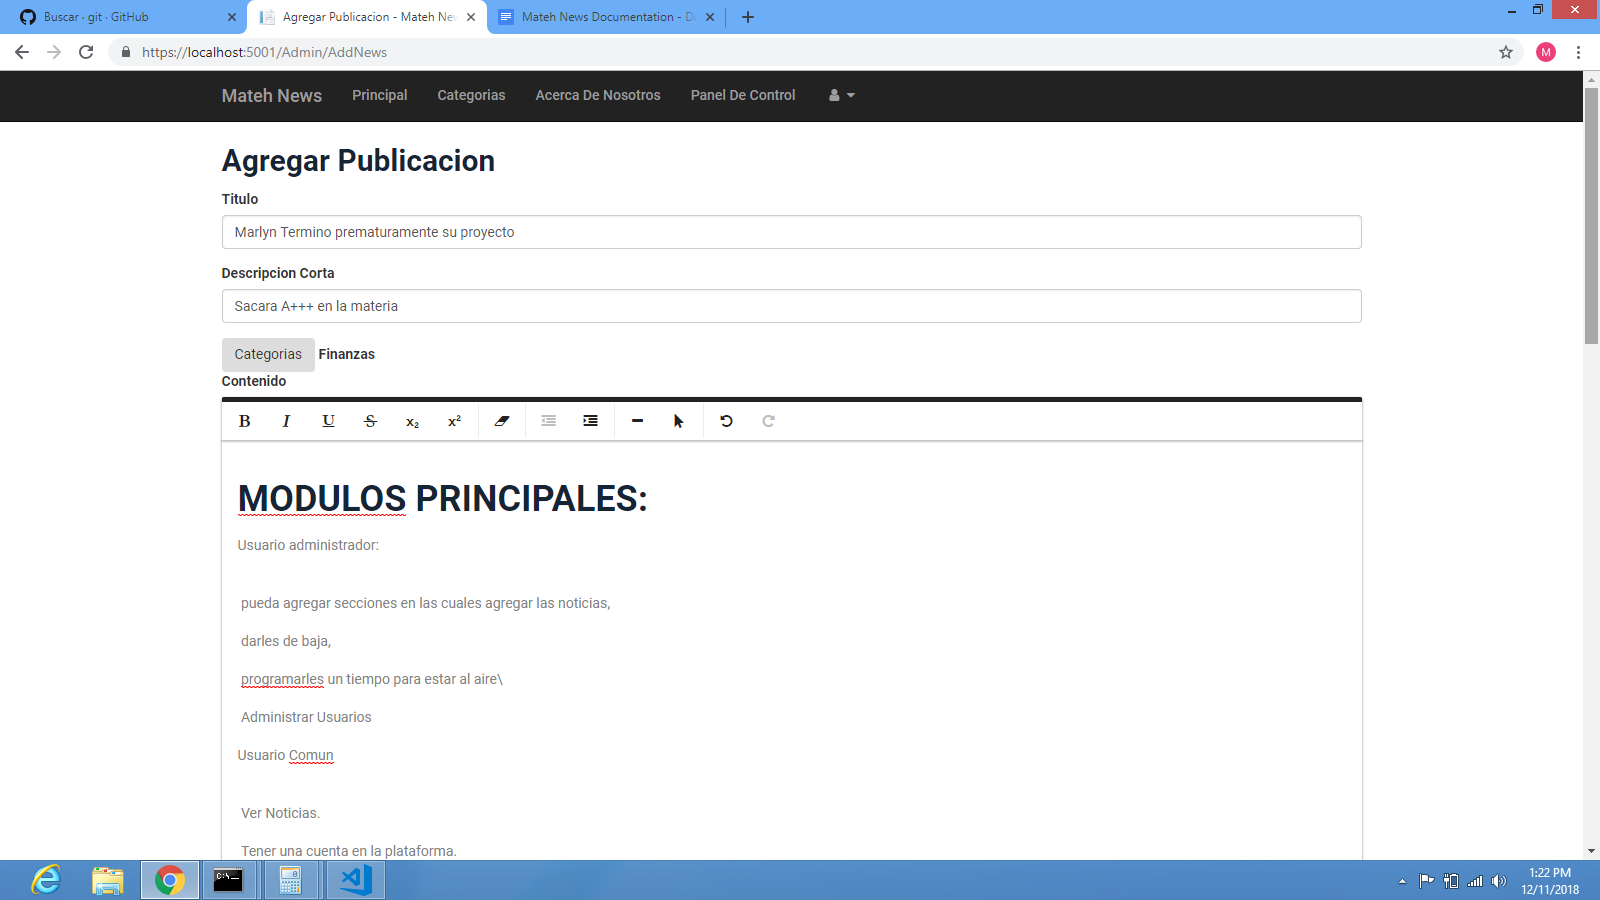 Buscar · git · GitHub
Agregar Publicacion - Mateh Ne
Mateh News Documentation - D
https://localhost:5001/Admin/AddNews
M
Mateh News Principal Categorias Acerca De Nosotros Panel De Control
Agregar Publicacion
Titulo
Marlyn Termino prematuramente su proyecto
Descripcion Corta
Sacara A+++ en la materia
Categorias Finanzas
Contenido
B I U S x₂ x²
MODULOS PRINCIPALES:
Usuario administrador:
pueda agregar secciones en las cuales agregar las noticias,
darles de baja,
programarles un tiempo para estar al aire\
Administrar Usuarios
Usuario Comun
Ver Noticias.
Tener una cuenta en la plataforma.
C:\
1:22 PM
12/11/2018